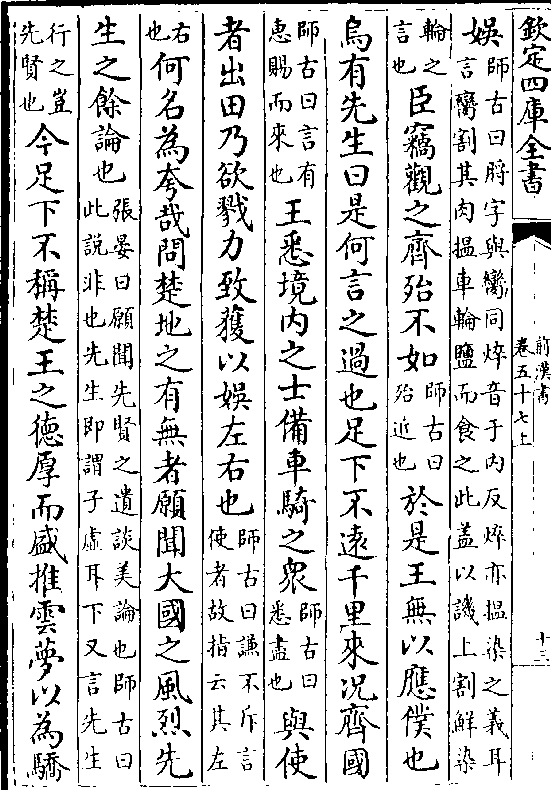 欽定四庫全書
前漢書
卷五十七上
十三
娛師古曰脟字與臠同焠音于內反焠亦揾染之義耳
言臠割其肉揾車輪鹽而食之此蓋以譏上割鮮染
輪之
言也臣竊觀之齊殆不如師古曰
殆近也於是王無以應僕也
烏有先生曰是何言之過也足下不遠千里來況齊國
師古曰言有
惠賜而來也王悉境內之士備車騎之衆師古曰
悉盡也與使
者出田乃欲戮力致獲以娛左右也師古曰謙不斥言
使者故指云其左
右
也何名為夸哉問楚地之有無者願聞大國之風烈先
生之餘論也張晏曰願聞先賢之遺談美論也師古曰
此說非也先生即謂子虛耳下又言先生
行之豈
先賢也今足下不稱楚王之德厚而盛推雲夢以為驕